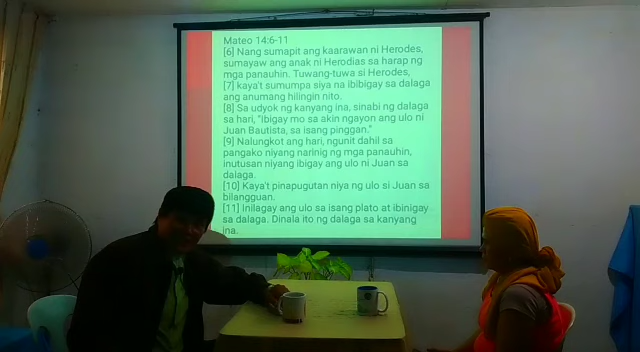 Mateo 14:6-11
[6] Nang sumapit ang kaarawan ni Herodes,
sumayaw ang anak ni Herodias sa harap ng
mga panauhin. Tuwang-tuwa si Herodes,
[7] kaya't sumumpa siya na ibibigay sa dalaga
ang anumang hilingin nito.
[8] Sa udyok ng kanyang ina, sinabi ng dalaga
sa hari, "Ibigay mo sa akin ngayon ang ulo ni
Juan Bautista, sa isang pinggan."
[9] Nalungkot ang hari, ngunit dahil sa
pangako niyang narinig ng mga panauhin,
inutusan niyang ibigay ang ulo ni Juan sa
dalaga.
[10] Kaya't pinapugutan niya ng ulo si Juan sa
bilangguan.
[11] Inilagay ang ulo sa isang plato at ibinigay
sa dalaga. Dinala ito ng dalaga sa kanyang
ina.